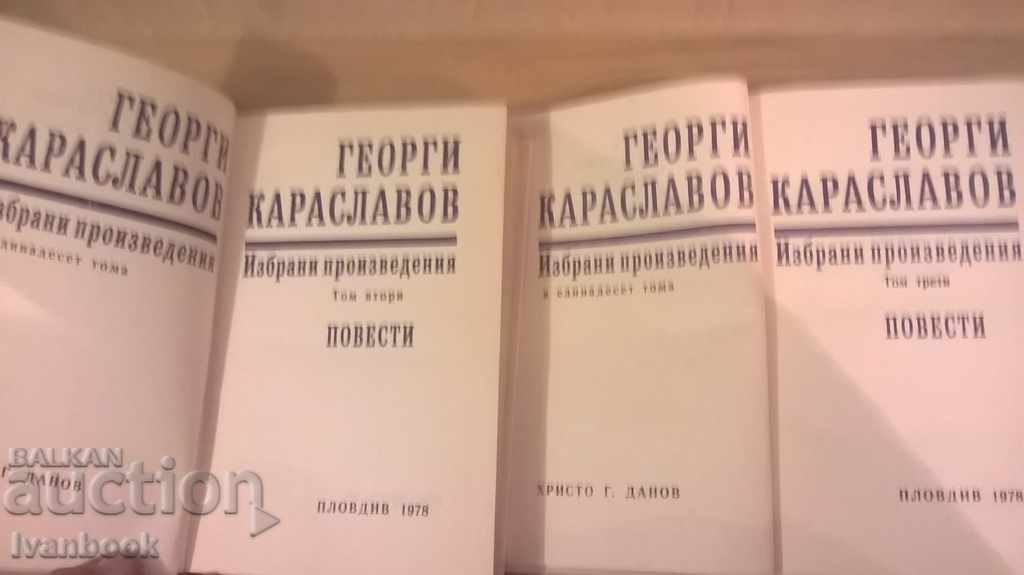 ГЕОРГИ
КАРАСЛАВОВ
Избрани произведения
единадесет тома
Г. ДАНОВ
ГЕОРГИ
КАРАСЛАВОВ
Избрани произведения
Том втори
ПОВЕСТИ
ПЛОВДИВ 1978
ГЕОРГИ
КАРАСЛАВОВ
Избрани произведения
в единадесет тома
ХРИСТО Г. ДАНОВ
ГЕОРГИ
КАРАСЛАВОВ
Избрани произведения
Том трети
ПОВЕСТИ
ПЛОВДИВ 1978
BALKAN
auction
Ivanbook